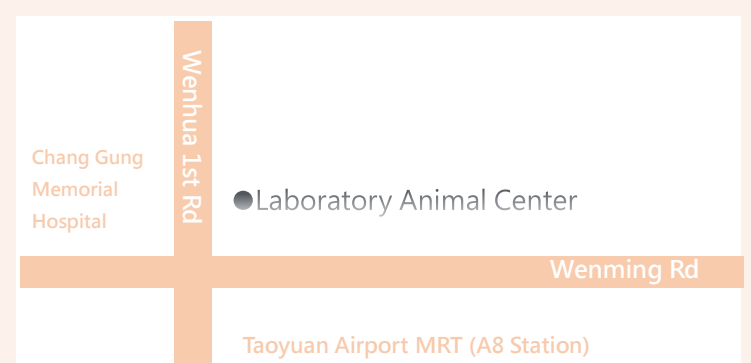 Wenhua 1st Rd
Chang Gung
Memorial
Hospital
●Laboratory Animal Center
Wenming Rd
Taoyuan Airport MRT (A8 Station)